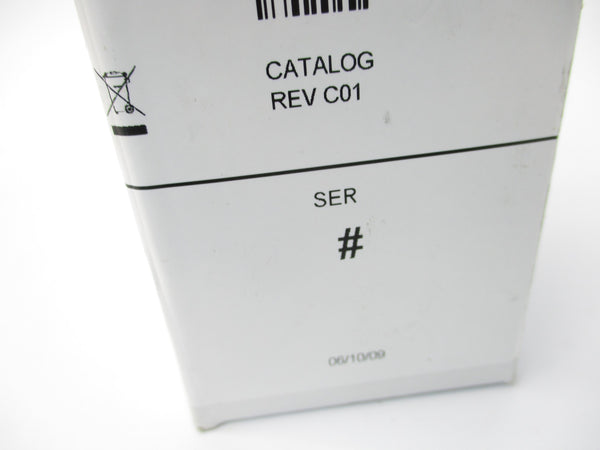 CATALOG
REV C01
SER
#
06/10/09